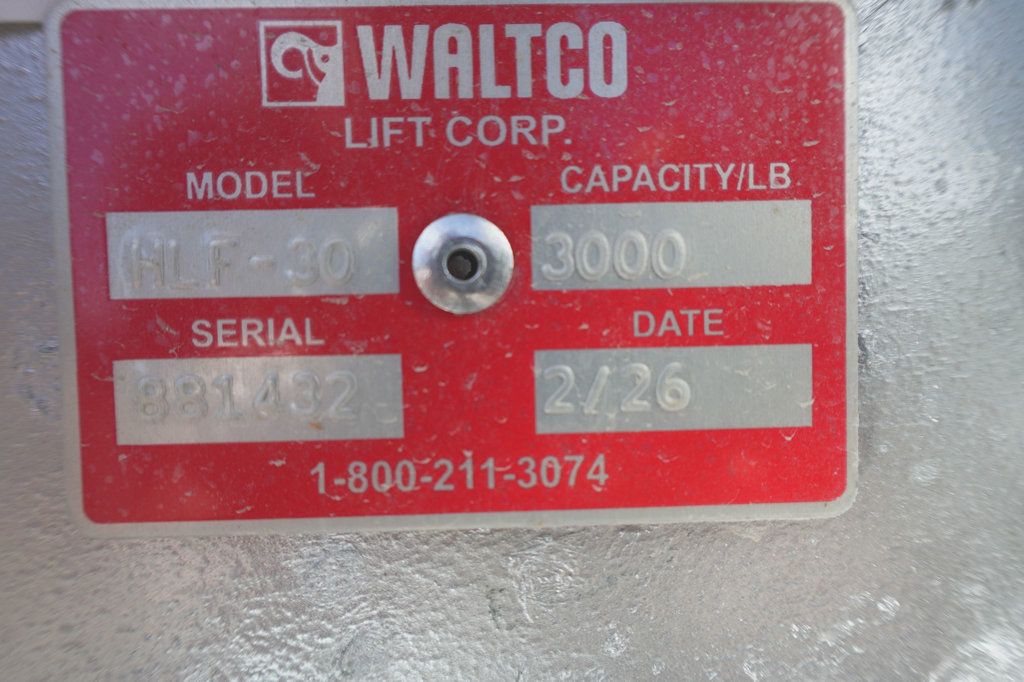 WALTCO
LIFT CORP.
MODEL CAPACITY/LB
HLF-30 3000
SERIAL DATE
881432 2/26
1-800-211-3074